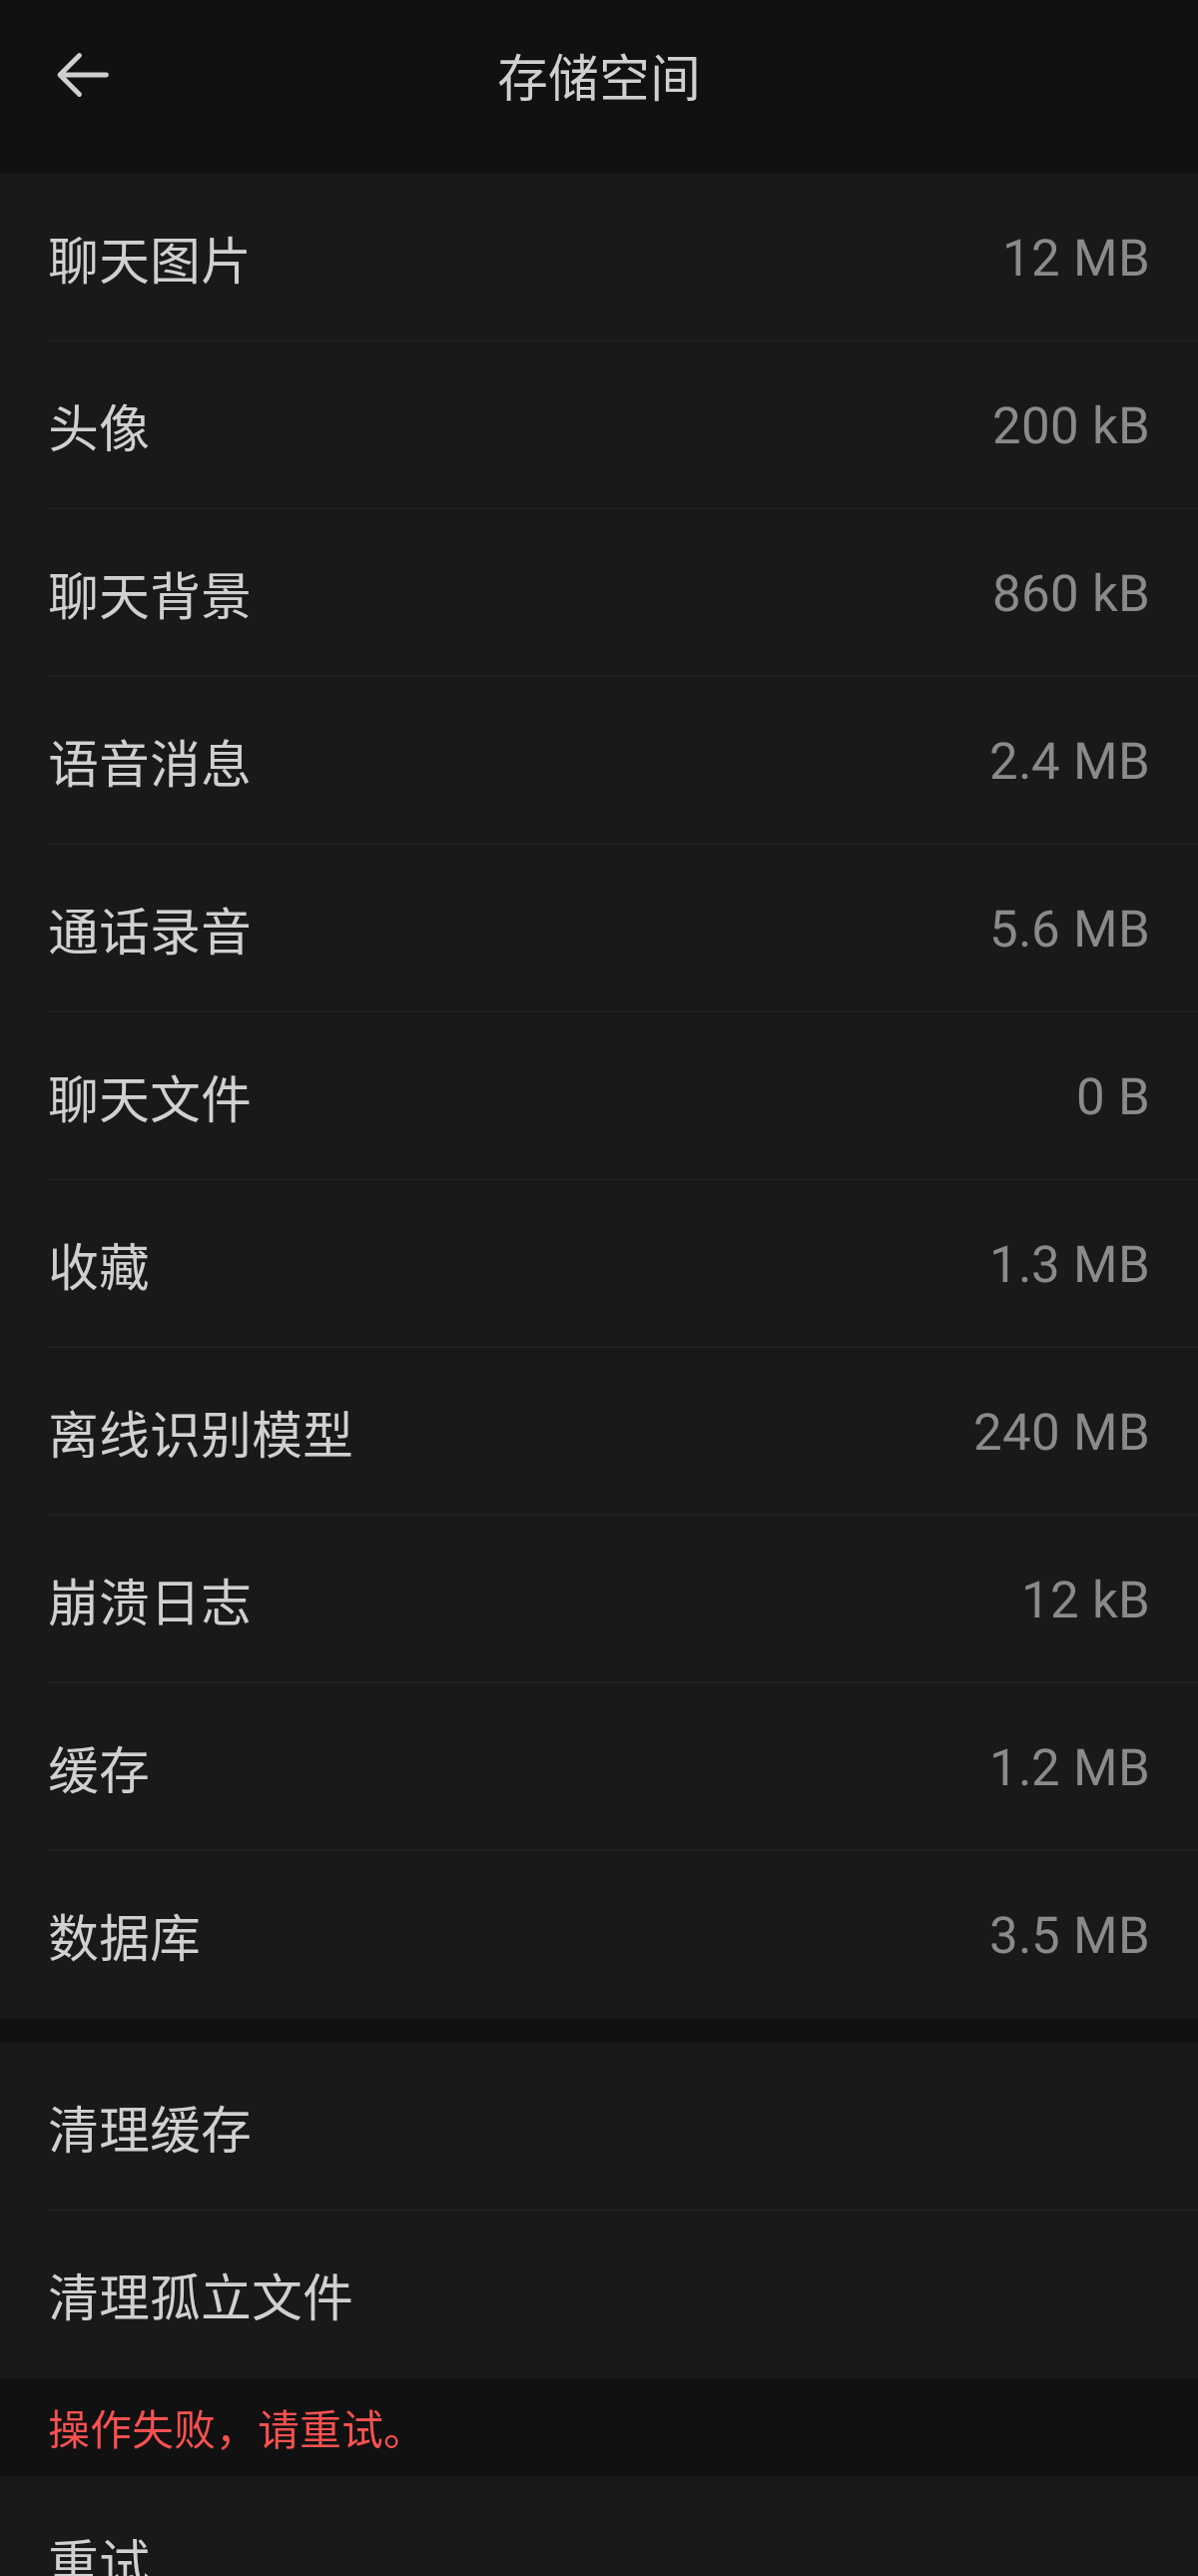 存储空间
聊天图片 12 MB
头像 200 kB
聊天背景 860 kB
语音消息 2.4 MB
通话录音 5.6 MB
聊天文件 0 B
收藏 1.3 MB
离线识别模型 240 MB
崩溃日志 12 kB
缓存 1.2 MB
数据库 3.5 MB
清理缓存
清理孤立文件
操作失败，请重试。
重试